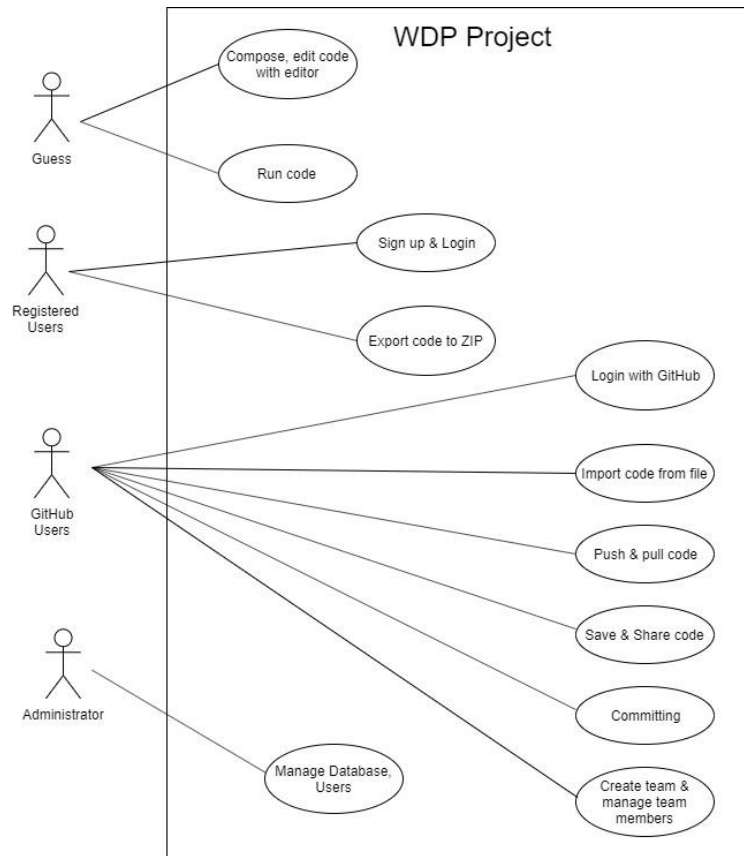 WDP Project
Compose, edit code
with editor
Guess
Run code
Sign up & Login
Registered
Users
Export code to ZIP
Login with GitHub
GitHub
Users
Import code from file
Push & pull code
Save & Share code
Administrator
Committing
Manage Database,
Users
Create team &
manage team
members